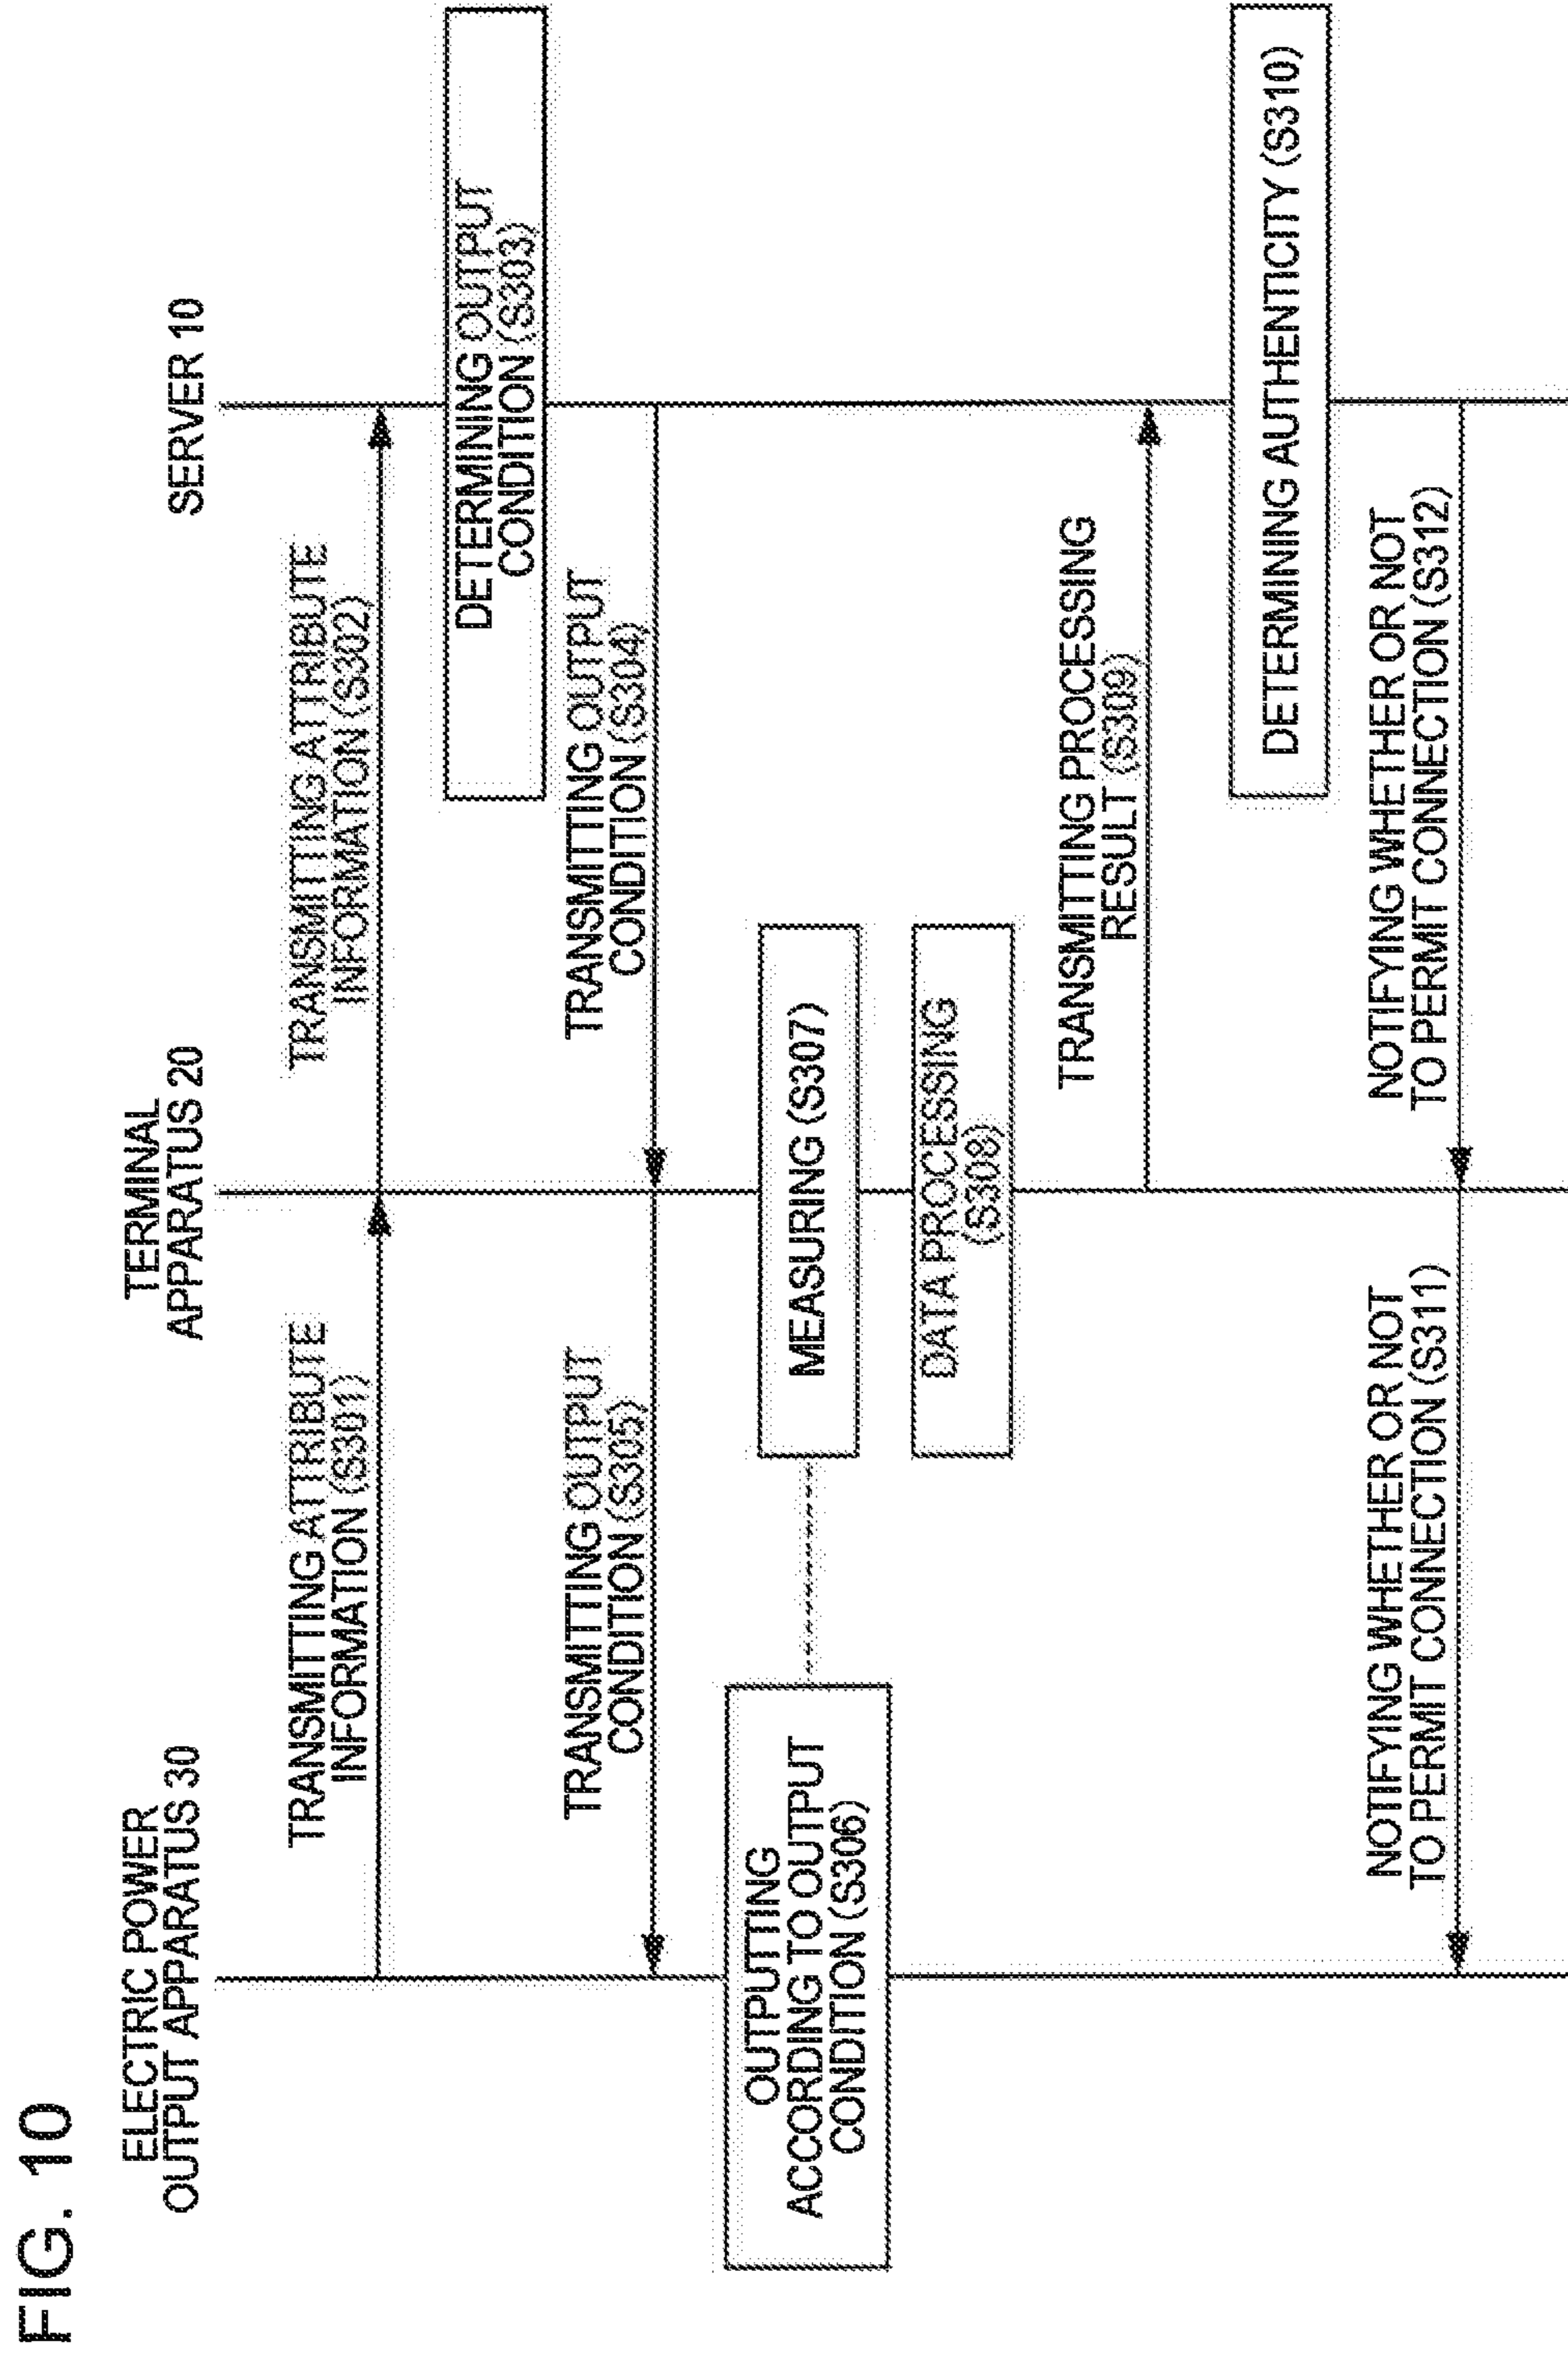 FIG. 10
ELECTRIC POWER
OUTPUT APPARATUS 30
TERMINAL
APPARATUS 20
SERVER 10
TRANSMITTING ATTRIBUTE
INFORMATION (S301)
TRANSMITTING ATTRIBUTE
INFORMATION (S302)
DETERMINING OUTPUT
CONDITION (S303)
TRANSMITTING OUTPUT
CONDITION (S304)
TRANSMITTING OUTPUT
CONDITION (S305)
OUTPUTTING
ACCORDING TO OUTPUT
CONDITION (S306)
MEASURING (S307)
DATA PROCESSING
(S308)
TRANSMITTING PROCESSING
RESULT (S309)
DETERMINING AUTHENTICITY (S310)
NOTIFYING WHETHER OR NOT
TO PERMIT CONNECTION (S311)
NOTIFYING WHETHER OR NOT
TO PERMIT CONNECTION (S312)